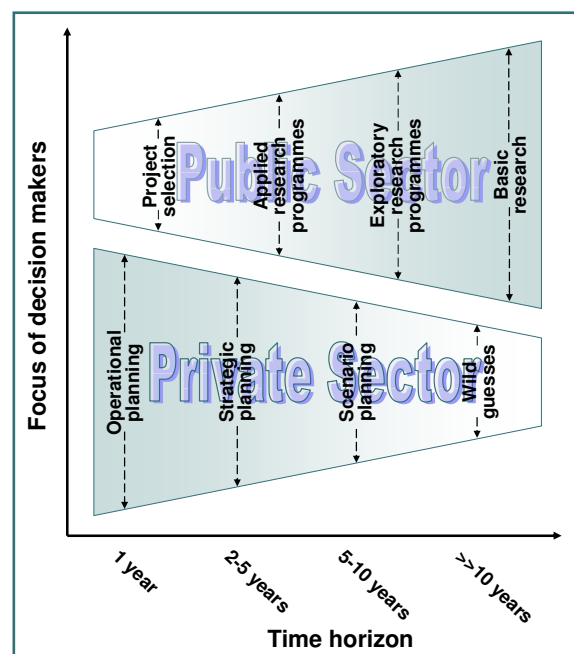 Focus of decision makers
Public Sector
Project
selection
Applied
research
programmes
Exploratory
research
programmes
Basic
research
Private Sector
Operational
planning
Strategic
planning
Scenario
planning
Wild
guesses
1 year
2-5 years
5-10 years
>>10 years
Time horizon